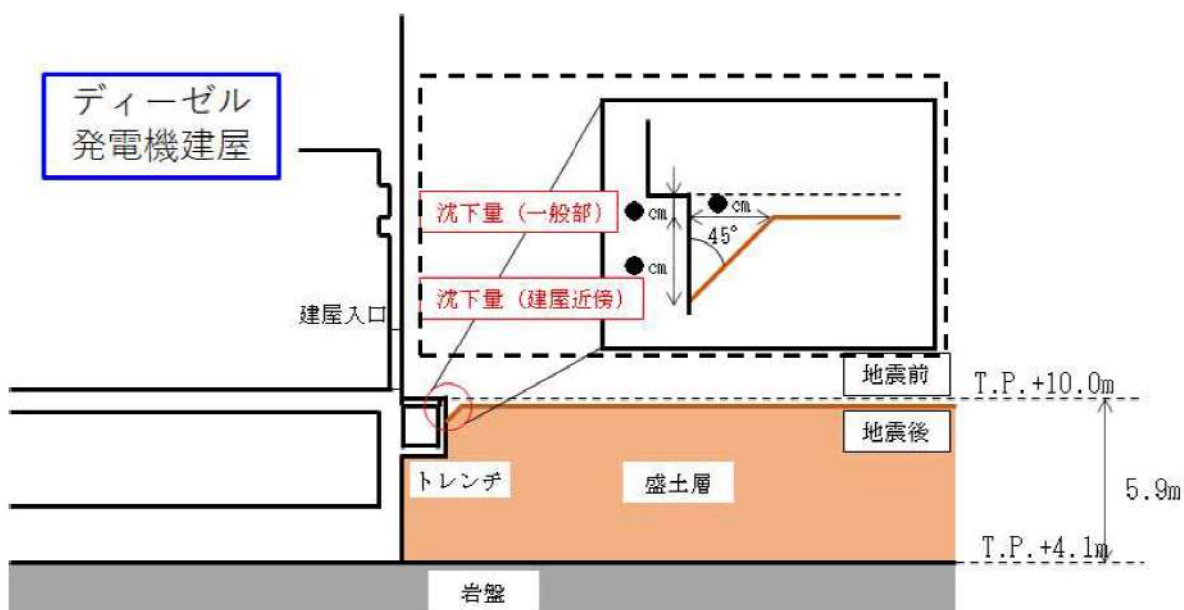 ディーゼル
発電機建屋
沈下量(一般部)
●cm
●cm
45°
●cm
沈下量(建屋近傍)
建屋入口
地震前
T.P.+10.0m
地震後
トレンチ
盛土層
5.9m
T.P.+4.1m
岩盤